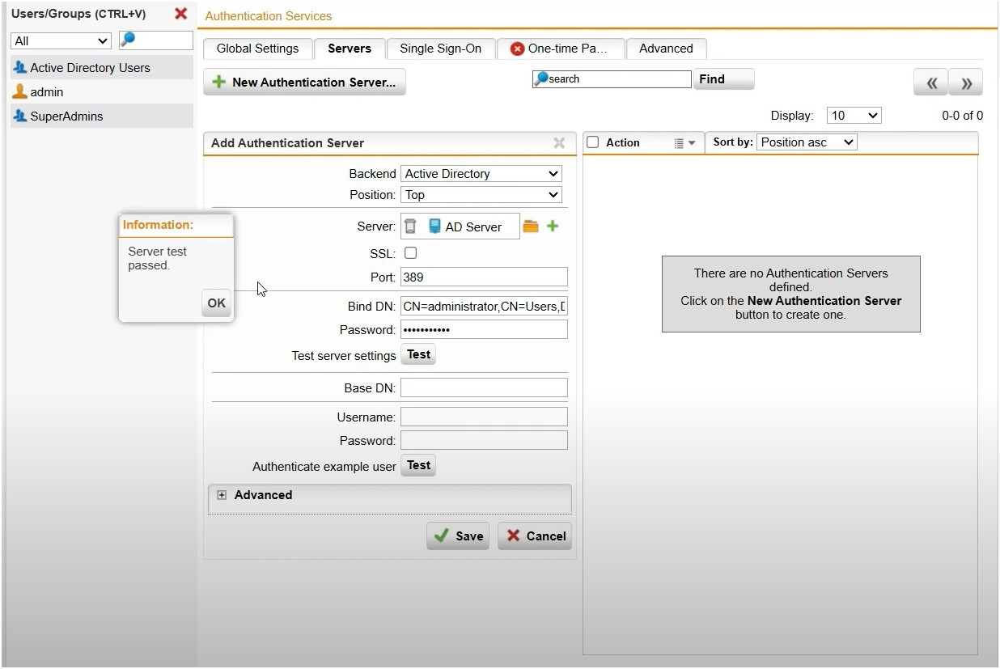 Users/Groups (CTRL+V)
All
Active Directory Users
admin
SuperAdmins
Authentication Services
Global Settings
Servers
Single Sign-On
One-time Pa...
Advanced
New Authentication Server...
search
Find
«
»
Display:
10
0-0 of 0
Add Authentication Server
Backend
Active Directory
Position:
Top
Server:
AD Server
SSL:
Port:
389
Bind DN:
CN=administrator,CN=Users,D
Password:
•••••••••••
Test server settings
Test
Base DN:
Username:
Password:
Authenticate example user
Test
Advanced
Save
Cancel
Information:
Server test
passed.
OK
Action
Sort by:
Position asc
There are no Authentication Servers
defined.
Click on the New Authentication Server
button to create one.